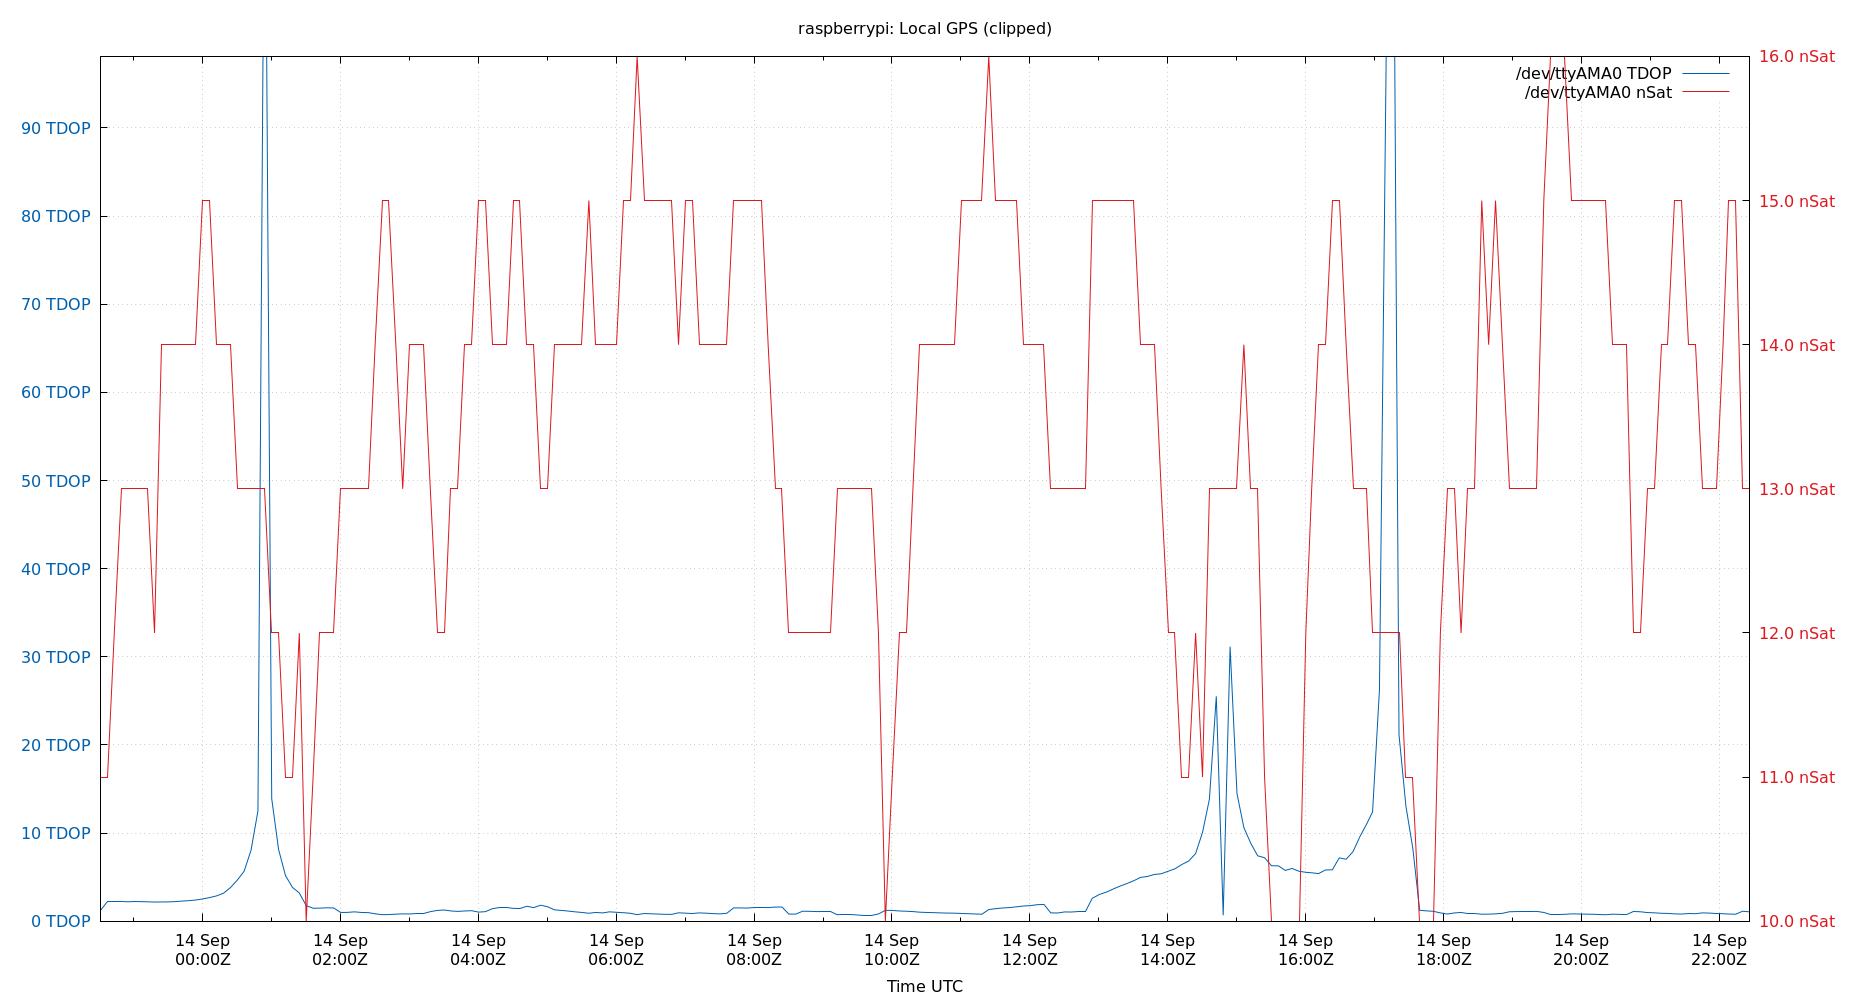 raspberrypi: Local GPS (clipped)
16.0 nSat
/dev/ttyAMA0 TDOP
/dev/ttyAMA0 nSat
90 TDOP
80 TDOP
15.0 nSat
70 TDOP
14.0 nSat
60 TDOP
50 TDOP
13.0 nSat
40 TDOP
12.0 nSat
30 TDOP
20 TDOP
11.0 nSat
10 TDOP
0 TDOP
10.0 nSat
14 Sep 14 Sep 14 Sep 14 Sep 14 Sep 14 Sep 14 Sep 14 Sep 14 Sep 14 Sep 14 Sep 14 Sep
00:00Z 02:00Z 04:00Z 06:00Z 08:00Z 10:00Z 12:00Z 14:00Z 16:00Z 18:00Z 20:00Z 22:00Z
Time UTC